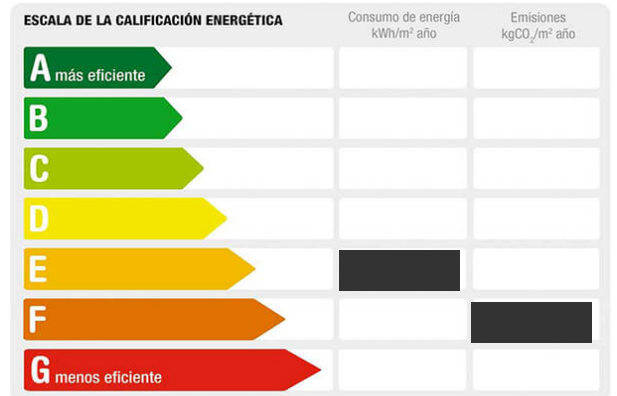 ESCALA DE LA CALIFICACIÓN ENERGÉTICA
Consumo de energía
kWh/m² año
Emisiones
kgCO₂/m² año
A más eficiente
B
C
D
E
F
G menos eficiente